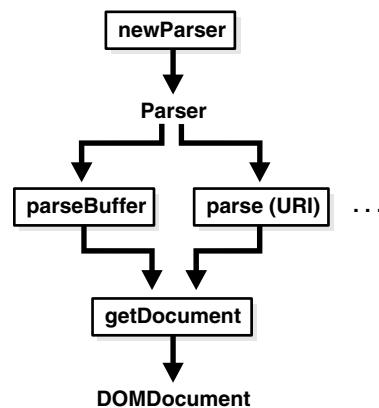 newParser
Parser
parseBuffer parse (URI) ...
getDocument
DOMDocument